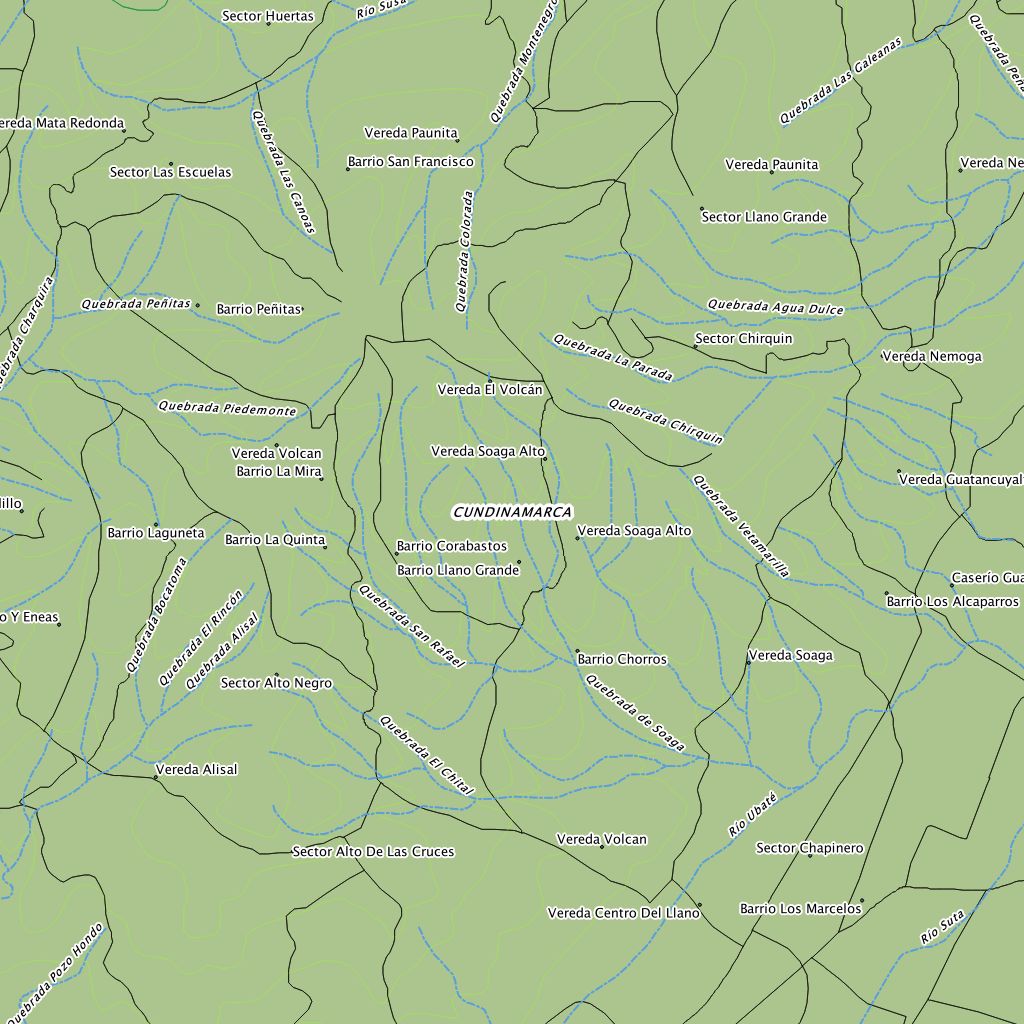 Sector Huertas
Río Susa
Quebrada Montenegro
Quebrada Las Galeanas
ereda Mata Redonda
Quebrada Las Canoas
Vereda Paunita
Barrio San Francisco
Sector Las Escuelas
Vereda Paunita
Vereda Ne
Sector Llano Grande
Quebrada Colorada
Quebrada Charquira
Quebrada Peñitas
Barrio Peñitas
Quebrada Agua Dulce
Sector Chirquin
Quebrada La Parada
Vereda Nemoga
Vereda El Volcán
Quebrada Piedemonte
Quebrada Chirquin
Vereda Volcan
Barrio La Mira
Vereda Soaga Alto
Vereda Guatancuyal
dillo
CUNDINAMARCA
Quebrada Vetamarilla
Barrio Laguneta
Barrio La Quinta
Vereda Soaga Alto
Barrio Corabastos
Barrio Llano Grande
Caserío Gua
Barrio Los Alcaparros
o Y Eneas
Quebrada Bocatoma
Quebrada El Rincón
Quebrada Alisal
Quebrada San Rafael
Barrio Chorros
Vereda Soaga
Sector Alto Negro
Quebrada de Soaga
Quebrada El Chital
Vereda Alisal
Río Ubaté
Vereda Volcan
Sector Alto De Las Cruces
Sector Chapinero
Vereda Centro Del Llano
Barrio Los Marcelos
Río Suta
Quebrada Pozo Hondo